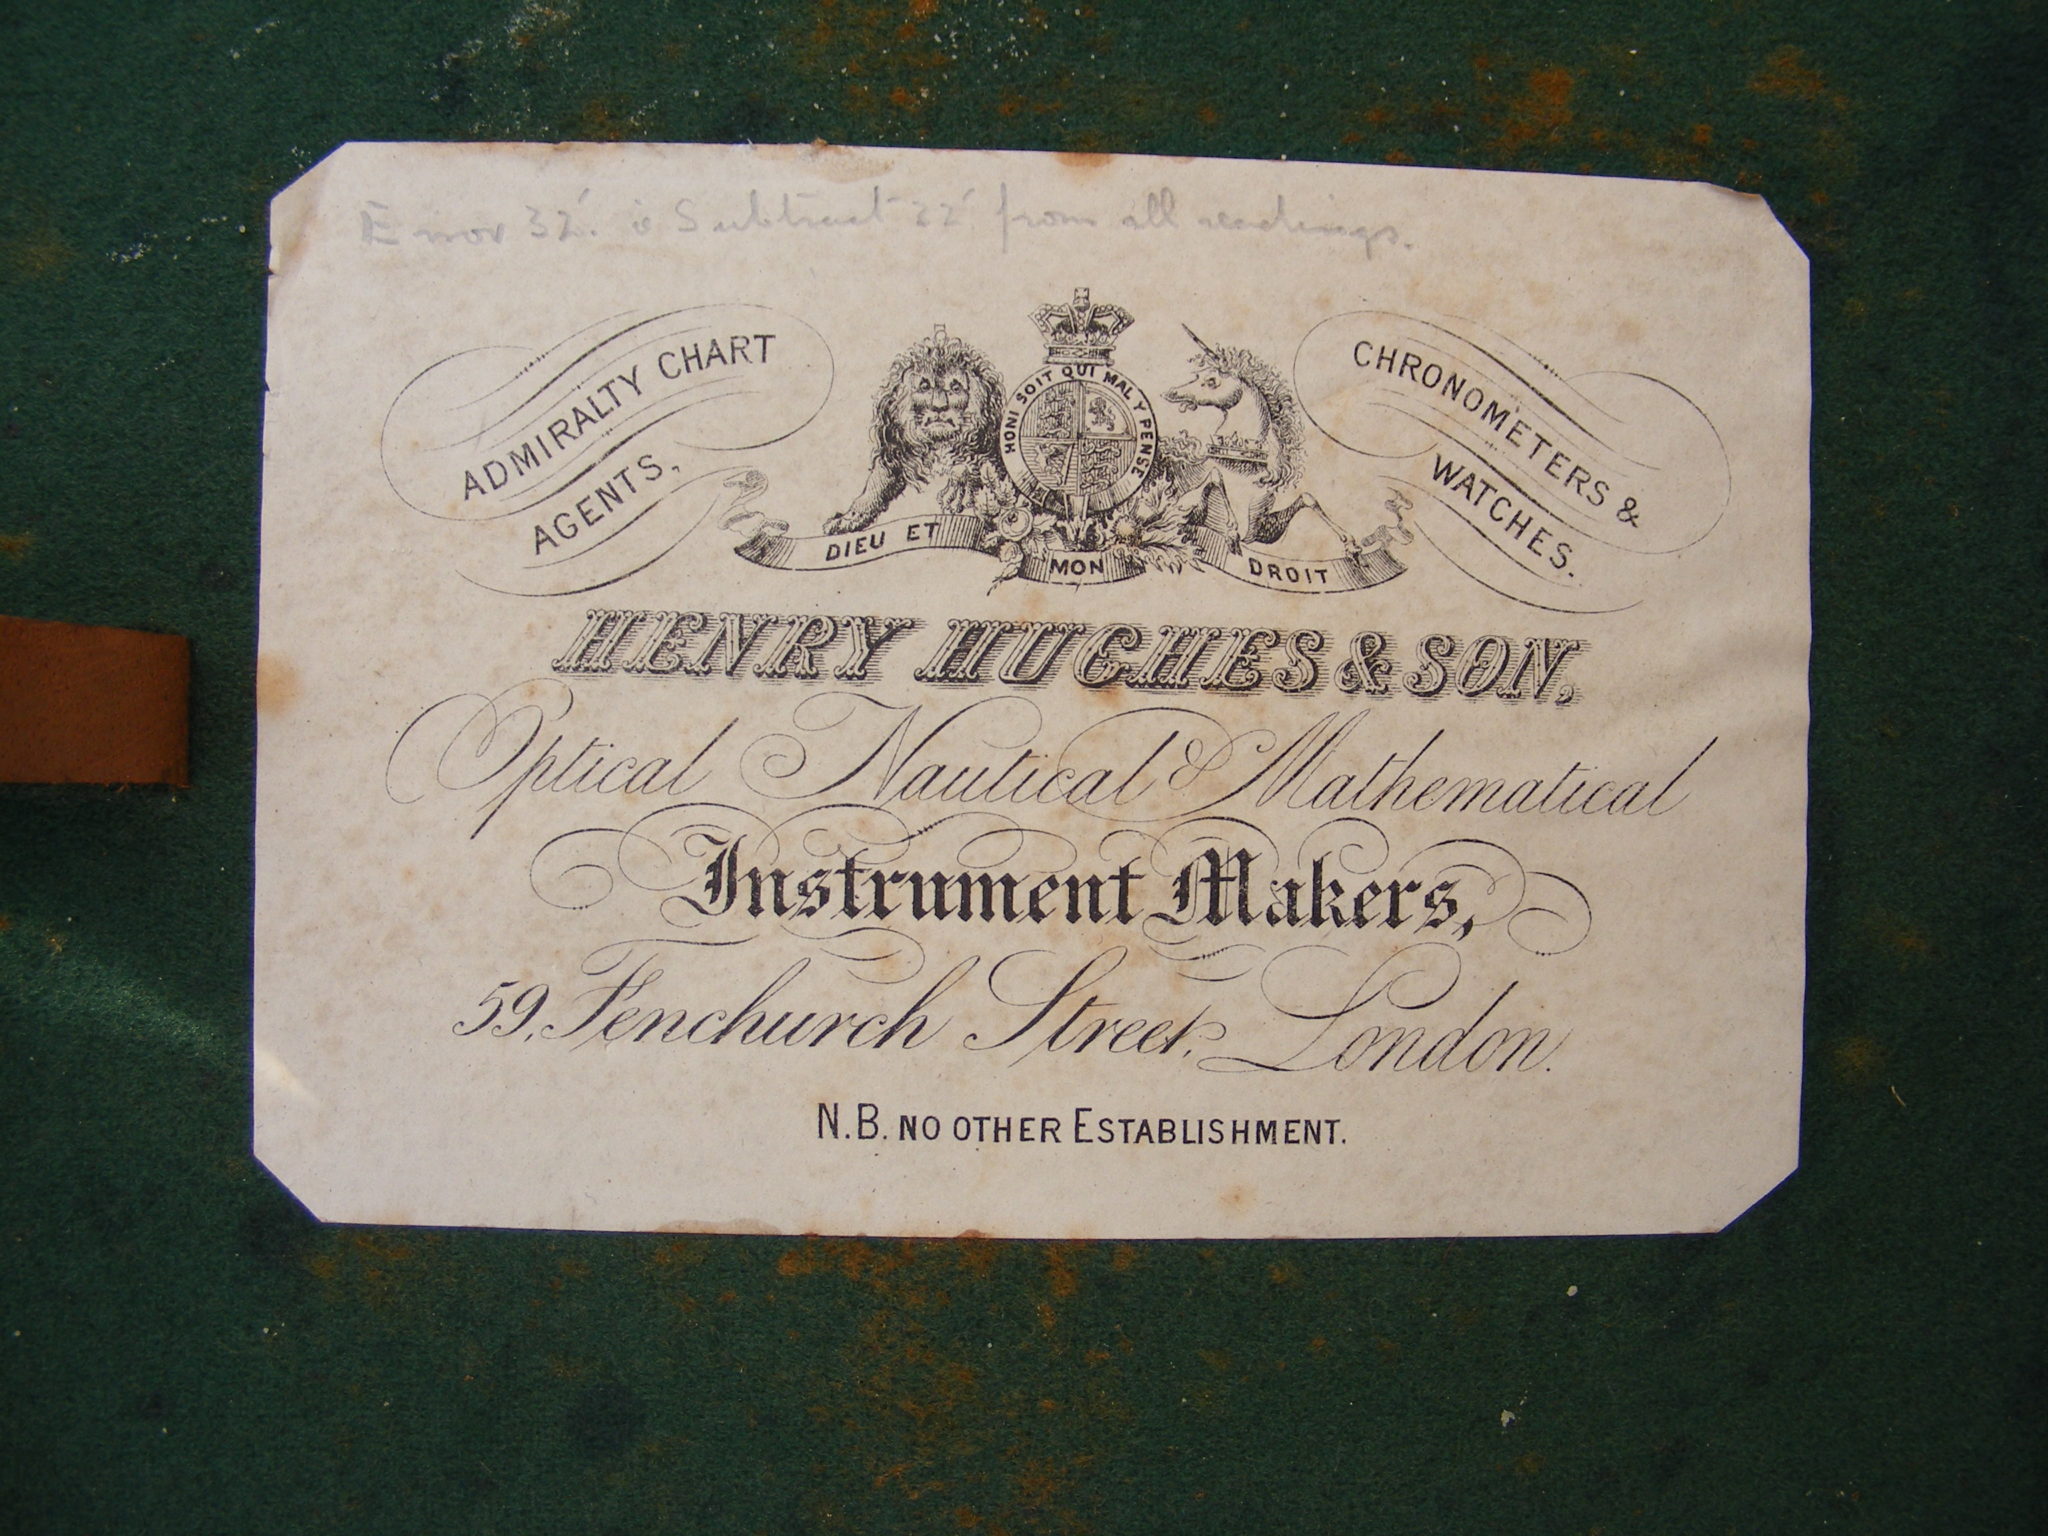 Error 32'. ie Subtract 32' from all readings.
ADMIRALTY CHART
AGENTS.
HONI SOIT QUI MAL Y PENSE
DIEU ET MON DROIT
CHRONOMETERS &
WATCHES.
HENRY HUGHES & SON,
Optical Nautical & Mathematical
Instrument Makers,
59, Fenchurch Street, London.
N.B. NO OTHER ESTABLISHMENT.